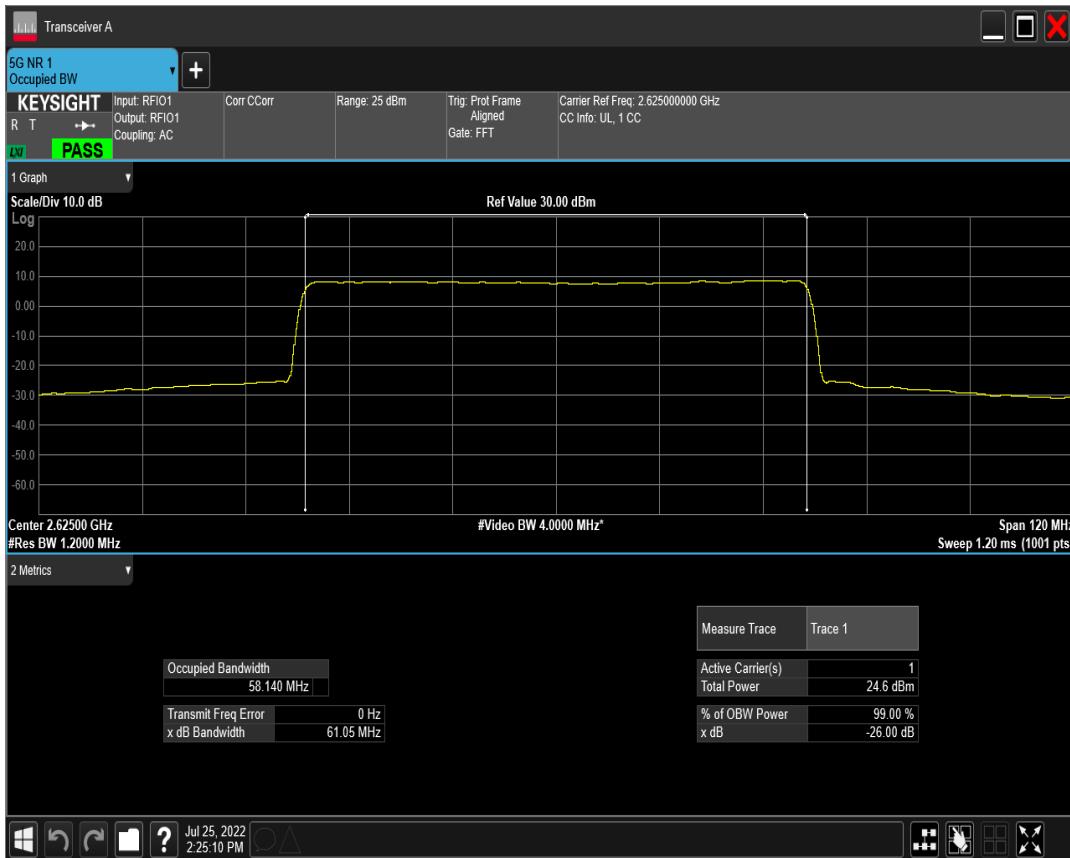 Transceiver A
5G NR 1
Occupied BW
KEYSIGHT
R T
LXI
PASS
Input: RFIO1
Output: RFIO1
Coupling: AC
Corr CCorr
Range: 25 dBm
Trig: Prot Frame
Aligned
Gate: FFT
Carrier Ref Freq: 2.625000000 GHz
CC Info: UL, 1 CC
1 Graph
Scale/Div 10.0 dB
Ref Value 30.00 dBm
Log
20.0
10.0
0.00
-10.0
-20.0
-30.0
-40.0
-50.0
-60.0
Center 2.62500 GHz
#Video BW 4.0000 MHz*
Span 120 MHz
#Res BW 1.2000 MHz
Sweep 1.20 ms (1001 pts
2 Metrics
Measure Trace Trace 1
Occupied Bandwidth
58.140 MHz
Active Carrier(s) 1
Total Power 24.6 dBm
Transmit Freq Error 0 Hz
x dB Bandwidth 61.05 MHz
% of OBW Power 99.00 %
x dB -26.00 dB
?
Jul 25, 2022
2:25:10 PM